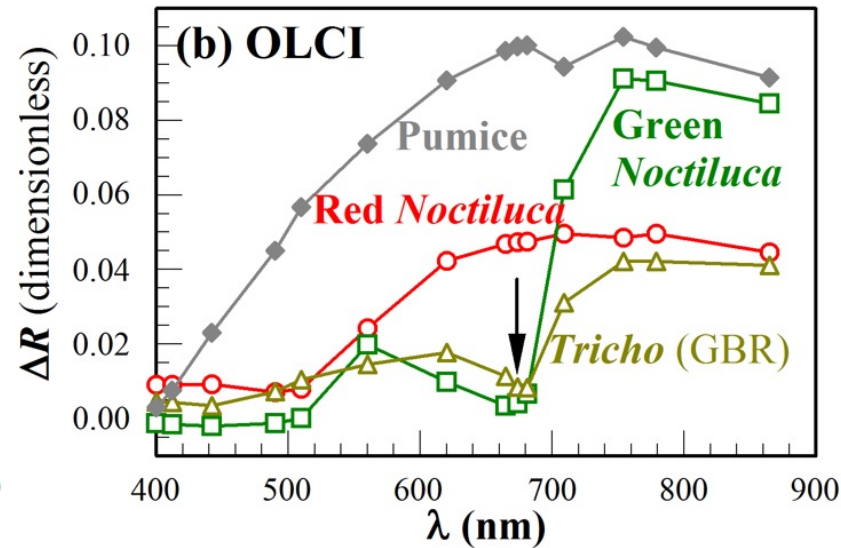 (b) OLCI
0.10
0.08
0.06
0.04
0.02
0.00
ΔR (dimensionless)
Pumice
Green
Noctiluca
Red Noctiluca
Tricho (GBR)
400 500 600 700 800 900
λ (nm)